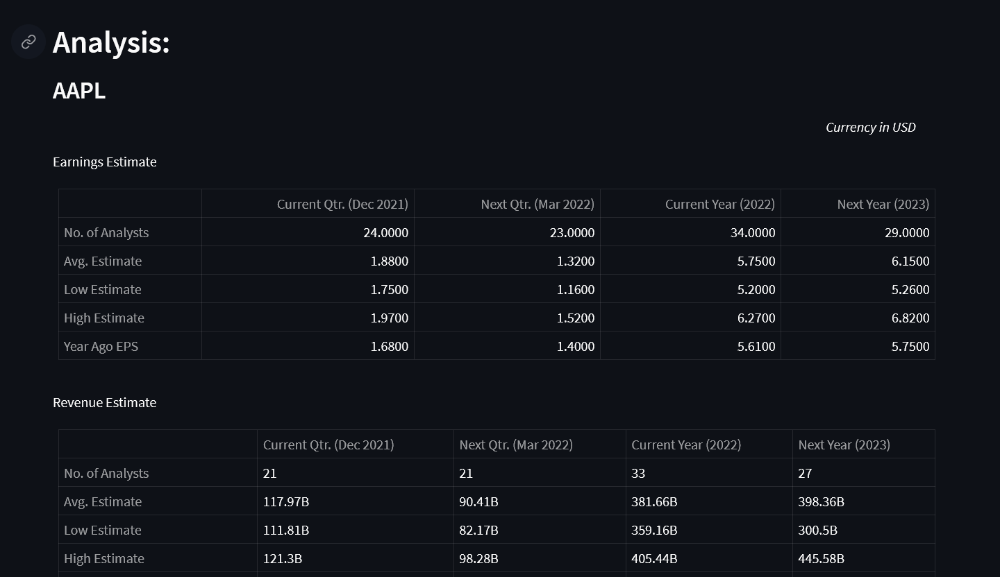 Analysis:
AAPL
Currency in USD
Earnings Estimate
Current Qtr. (Dec 2021) Next Qtr. (Mar 2022) Current Year (2022) Next Year (2023)
No. of Analysts 24.0000 23.0000 34.0000 29.0000
Avg. Estimate 1.8800 1.3200 5.7500 6.1500
Low Estimate 1.7500 1.1600 5.2000 5.2600
High Estimate 1.9700 1.5200 6.2700 6.8200
Year Ago EPS 1.6800 1.4000 5.6100 5.7500
Revenue Estimate
Current Qtr. (Dec 2021) Next Qtr. (Mar 2022) Current Year (2022) Next Year (2023)
No. of Analysts 21 21 33 27
Avg. Estimate 117.97B 90.41B 381.66B 398.36B
Low Estimate 111.81B 82.17B 359.16B 300.5B
High Estimate 121.3B 98.28B 405.44B 445.58B